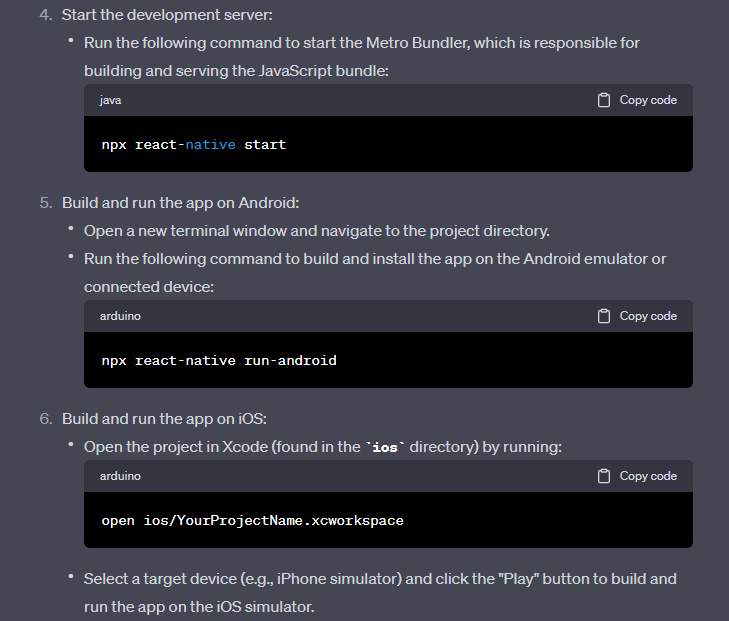 4. Start the development server:
• Run the following command to start the Metro Bundler, which is responsible for
building and serving the JavaScript bundle:
java Copy code
npx react-native start
5. Build and run the app on Android:
• Open a new terminal window and navigate to the project directory.
• Run the following command to build and install the app on the Android emulator or
connected device:
arduino Copy code
npx react-native run-android
6. Build and run the app on iOS:
• Open the project in Xcode (found in the `ios` directory) by running:
arduino Copy code
open ios/YourProjectName.xcworkspace
• Select a target device (e.g., iPhone simulator) and click the "Play" button to build and
run the app on the iOS simulator.